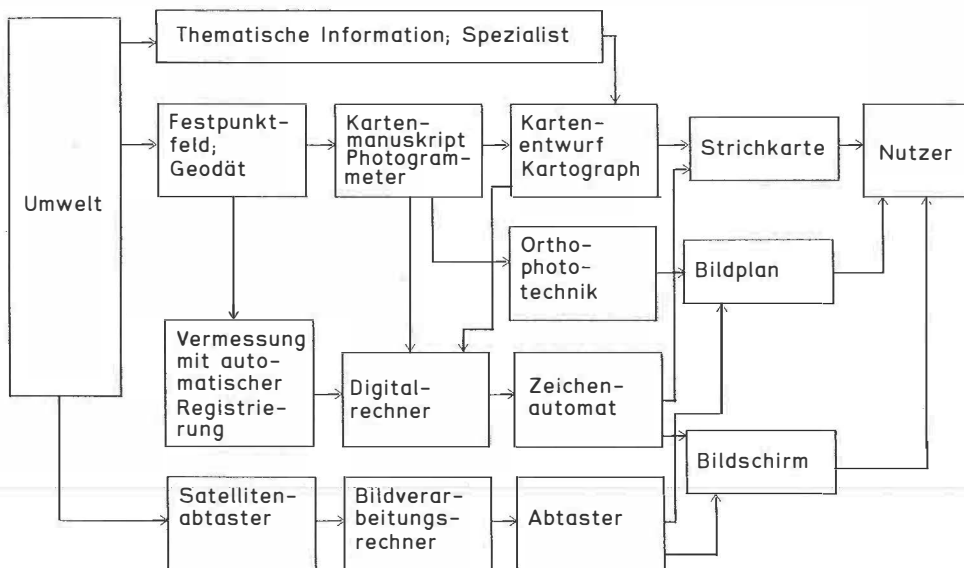 Thematische Information; Spezialist
Umwelt
Festpunkt-
feld;
Geodät
Karten-
manuskript
Photogram-
meter
Karten-
entwurf
Kartograph
Strichkarte
Nutzer
Ortho-
photo-
technik
Bildplan
Vermessung
mit auto-
matischer
Registrie-
rung
Digital-
rechner
Zeichen-
automat
Bildschirm
Satelliten-
abtaster
Bildverar-
beitungs-
rechner
Abtaster